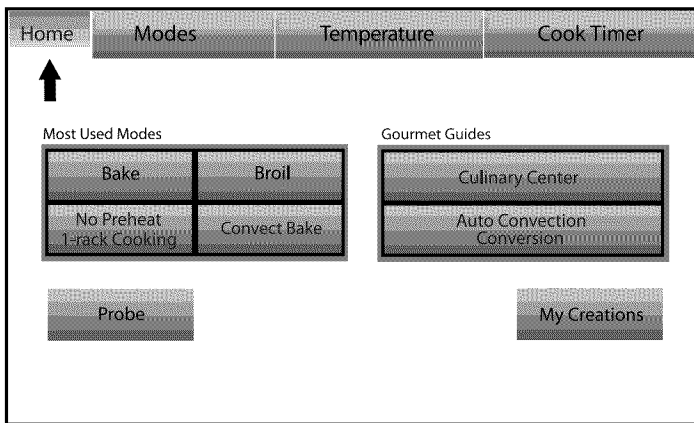 Home
Modes
Temperature
Cook Timer
Most Used Modes
Gourmet Guides
Bake
Broil
Culinary Center
No Preheat
1-rack Cooking
Convect Bake
Auto Convection
Conversion
Probe
My Creations